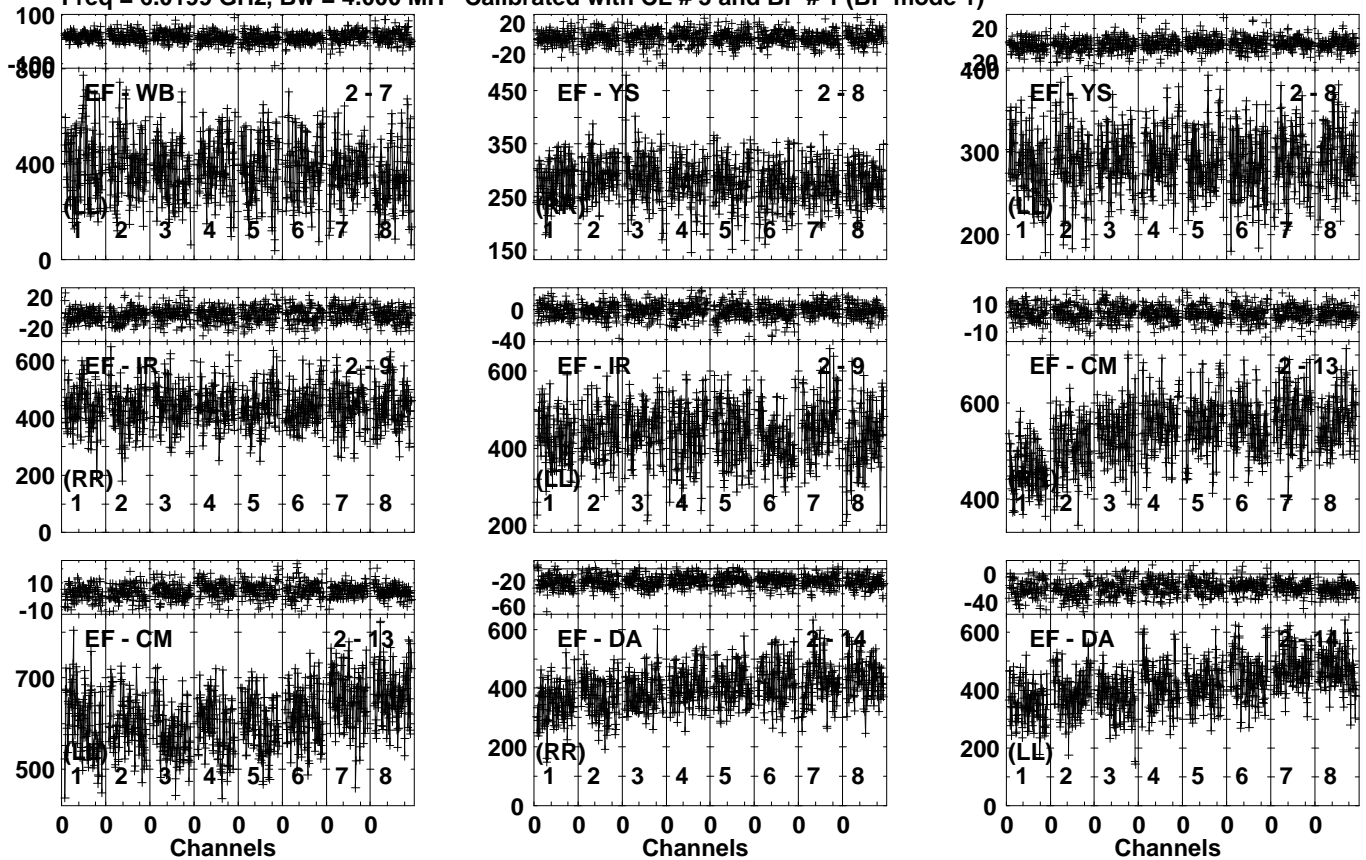 GHz, Bw = 4.000 MH Calibrated with CL # and BP # 1 (BP mode 1)
100 20 20
-100 -20 -20
800 400
EF - WB 2 - 7 450 EF - YS 2 - 8 EF - YS 2 - 8
400 350 300
250
(LL) (RR) (LL)
1 2 3 4 5 6 7 8 1 2 3 4 5 6 7 8 1 2 3 4 5 6 7 8
0 150 200
20 0 10
-20 -40 -10
600 EF - IR 2 - 9 600 EF - IR 2 - 9 EF - CM 2 - 13
400 400 600
200 (RR) (LL)
1 2 3 4 5 6 7 8 1 2 3 4 5 6 7 8 1 2 3 4 5 6 7 8
0 200 400
10 -20 0
-10 -60 -40
EF - CM 2 - 13 600 EF - DA 2 - 14 600 EF - DA 2 - 14
700 400 400
(LL) 200 (RR) 200 (LL)
500 1 2 3 4 5 6 7 8 1 2 3 4 5 6 7 8 1 2 3 4 5 6 7 8
0 0
0 0 0 0 0 0 0 0 0 0 0 0 0 0 0 0 0 0 0 0 0 0 0 0
Channels Channels Channels